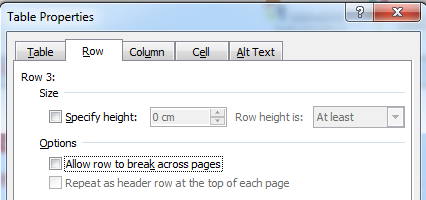 Table Properties
Table Row Column Cell Alt Text
Row 3:
Size
Specify height: 0 cm Row height is: At least
Options
Allow row to break across pages
Repeat as header row at the top of each page